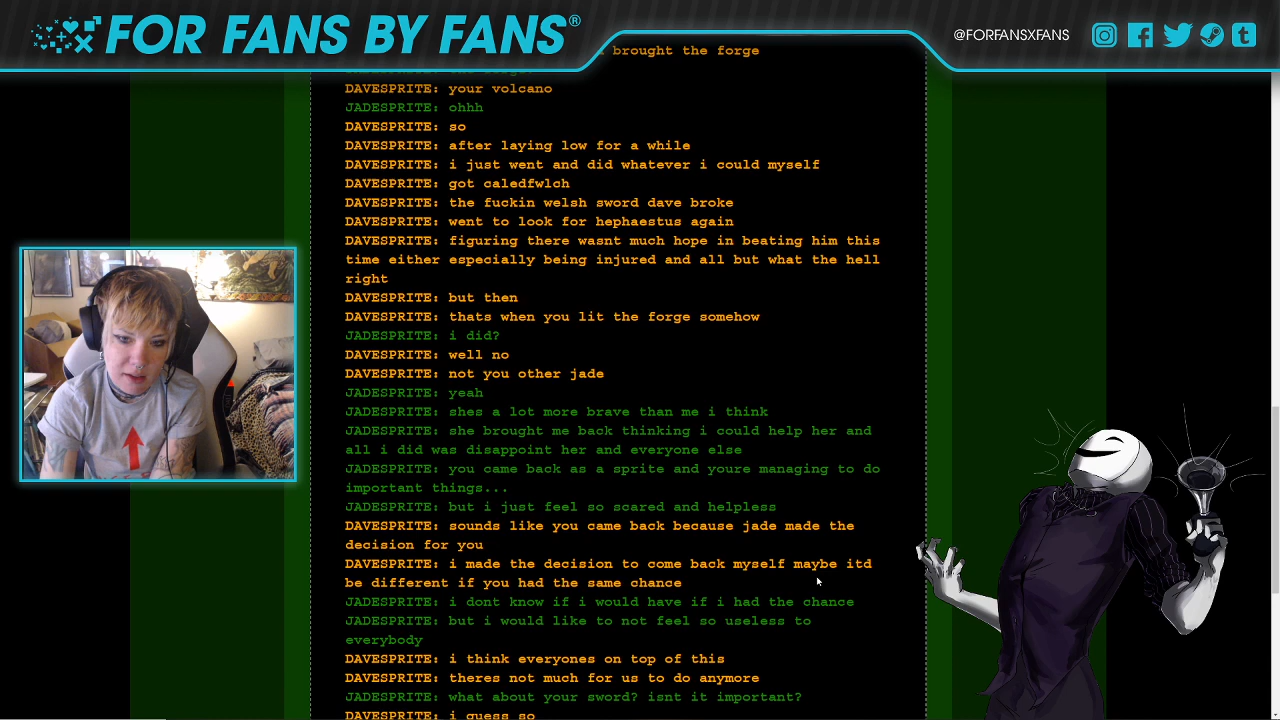 FOR FANS BY FANS®
@FORFANSXFANS
brought the forge
DAVESPRITE: your volcano
JADESPRITE: ohhh
DAVESPRITE: so
DAVESPRITE: after laying low for a while
DAVESPRITE: i just went and did whatever i could myself
DAVESPRITE: got caledfwlch
DAVESPRITE: the fuckin welsh sword dave broke
DAVESPRITE: went to look for hephaestus again
DAVESPRITE: figuring there wasnt much hope in beating him this
time either especially being injured and all but what the hell
right
DAVESPRITE: but then
DAVESPRITE: thats when you lit the forge somehow
JADESPRITE: i did?
DAVESPRITE: well no
DAVESPRITE: not you other jade
JADESPRITE: yeah
JADESPRITE: shes a lot more brave than me i think
JADESPRITE: she brought me back thinking i could help her and
all i did was disappoint her and everyone else
JADESPRITE: you came back as a sprite and youre managing to do
important things...
JADESPRITE: but i just feel so scared and helpless
DAVESPRITE: sounds like you came back because jade made the
decision for you
DAVESPRITE: i made the decision to come back myself maybe itd
be different if you had the same chance
JADESPRITE: i dont know if i would have if i had the chance
JADESPRITE: but i would like to not feel so useless to
everybody
DAVESPRITE: i think everyones on top of this
DAVESPRITE: theres not much for us to do anymore
JADESPRITE: what about your sword? isnt it important?
DAVESPRITE: i guess so